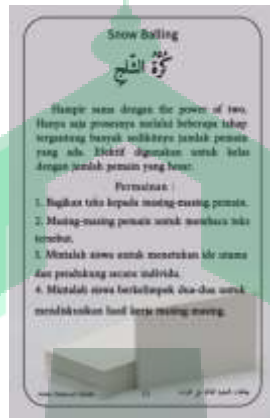 Snow Balling
كُرَةُ الثَّلْجِ
Hampir sama dengan the power of two.
Hanya saja prosesnya melalui beberapa tahap
tergantung banyak sedikitnya jumlah pemain
yang ada. Efektif digunakan untuk kelas
dengan jumlah pemain yang besar.
Permainan :
1. Bagikan teks kepada masing-masing pemain.
2. Masing-masing pemain untuk membaca teks
tersebut.
3. Mintalah siswa untuk menetukan ide utama
dan pendukung secara individu.
4. Mintalah siswa berkelompok dua-dua untuk
mendiskusikan hasil kerja masing-masing.